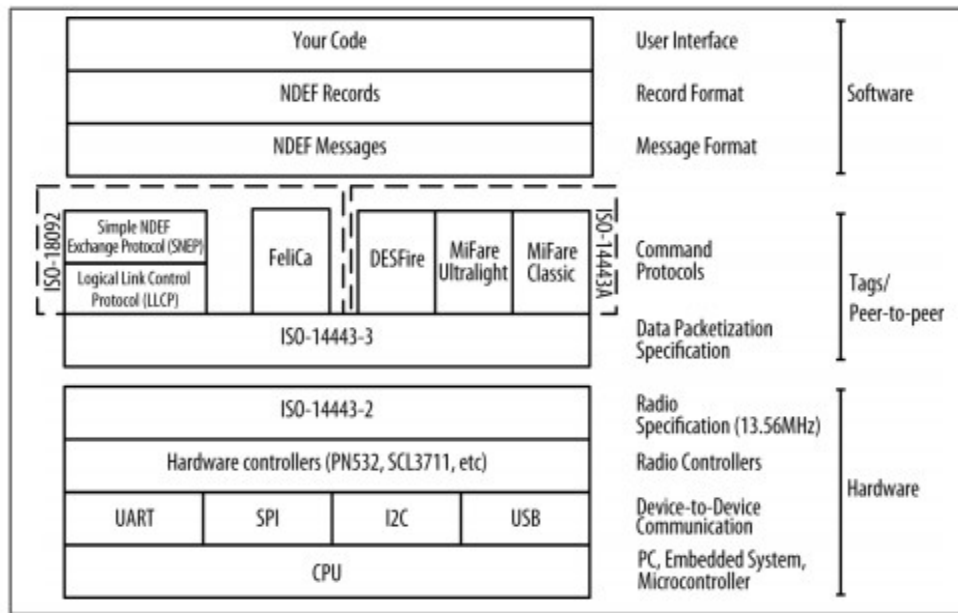 Your Code
User Interface
NDEF Records
Record Format
Software
NDEF Messages
Message Format
ISO-18092
Simple NDEF
Exchange Protocol (SNEP)
Logical Link Control
Protocol (LLCP)
FeliCa
DESFire
MiFare
Ultralight
MiFare
Classic
ISO-14443A
Command
Protocols
Tags/
Peer-to-peer
ISO-14443-3
Data Packetization
Specification
ISO-14443-2
Radio
Specification (13.56MHz)
Hardware controllers (PN532, SCL3711, etc)
Radio Controllers
Hardware
UART
SPI
I2C
USB
Device-to-Device
Communication
CPU
PC, Embedded System,
Microcontroller